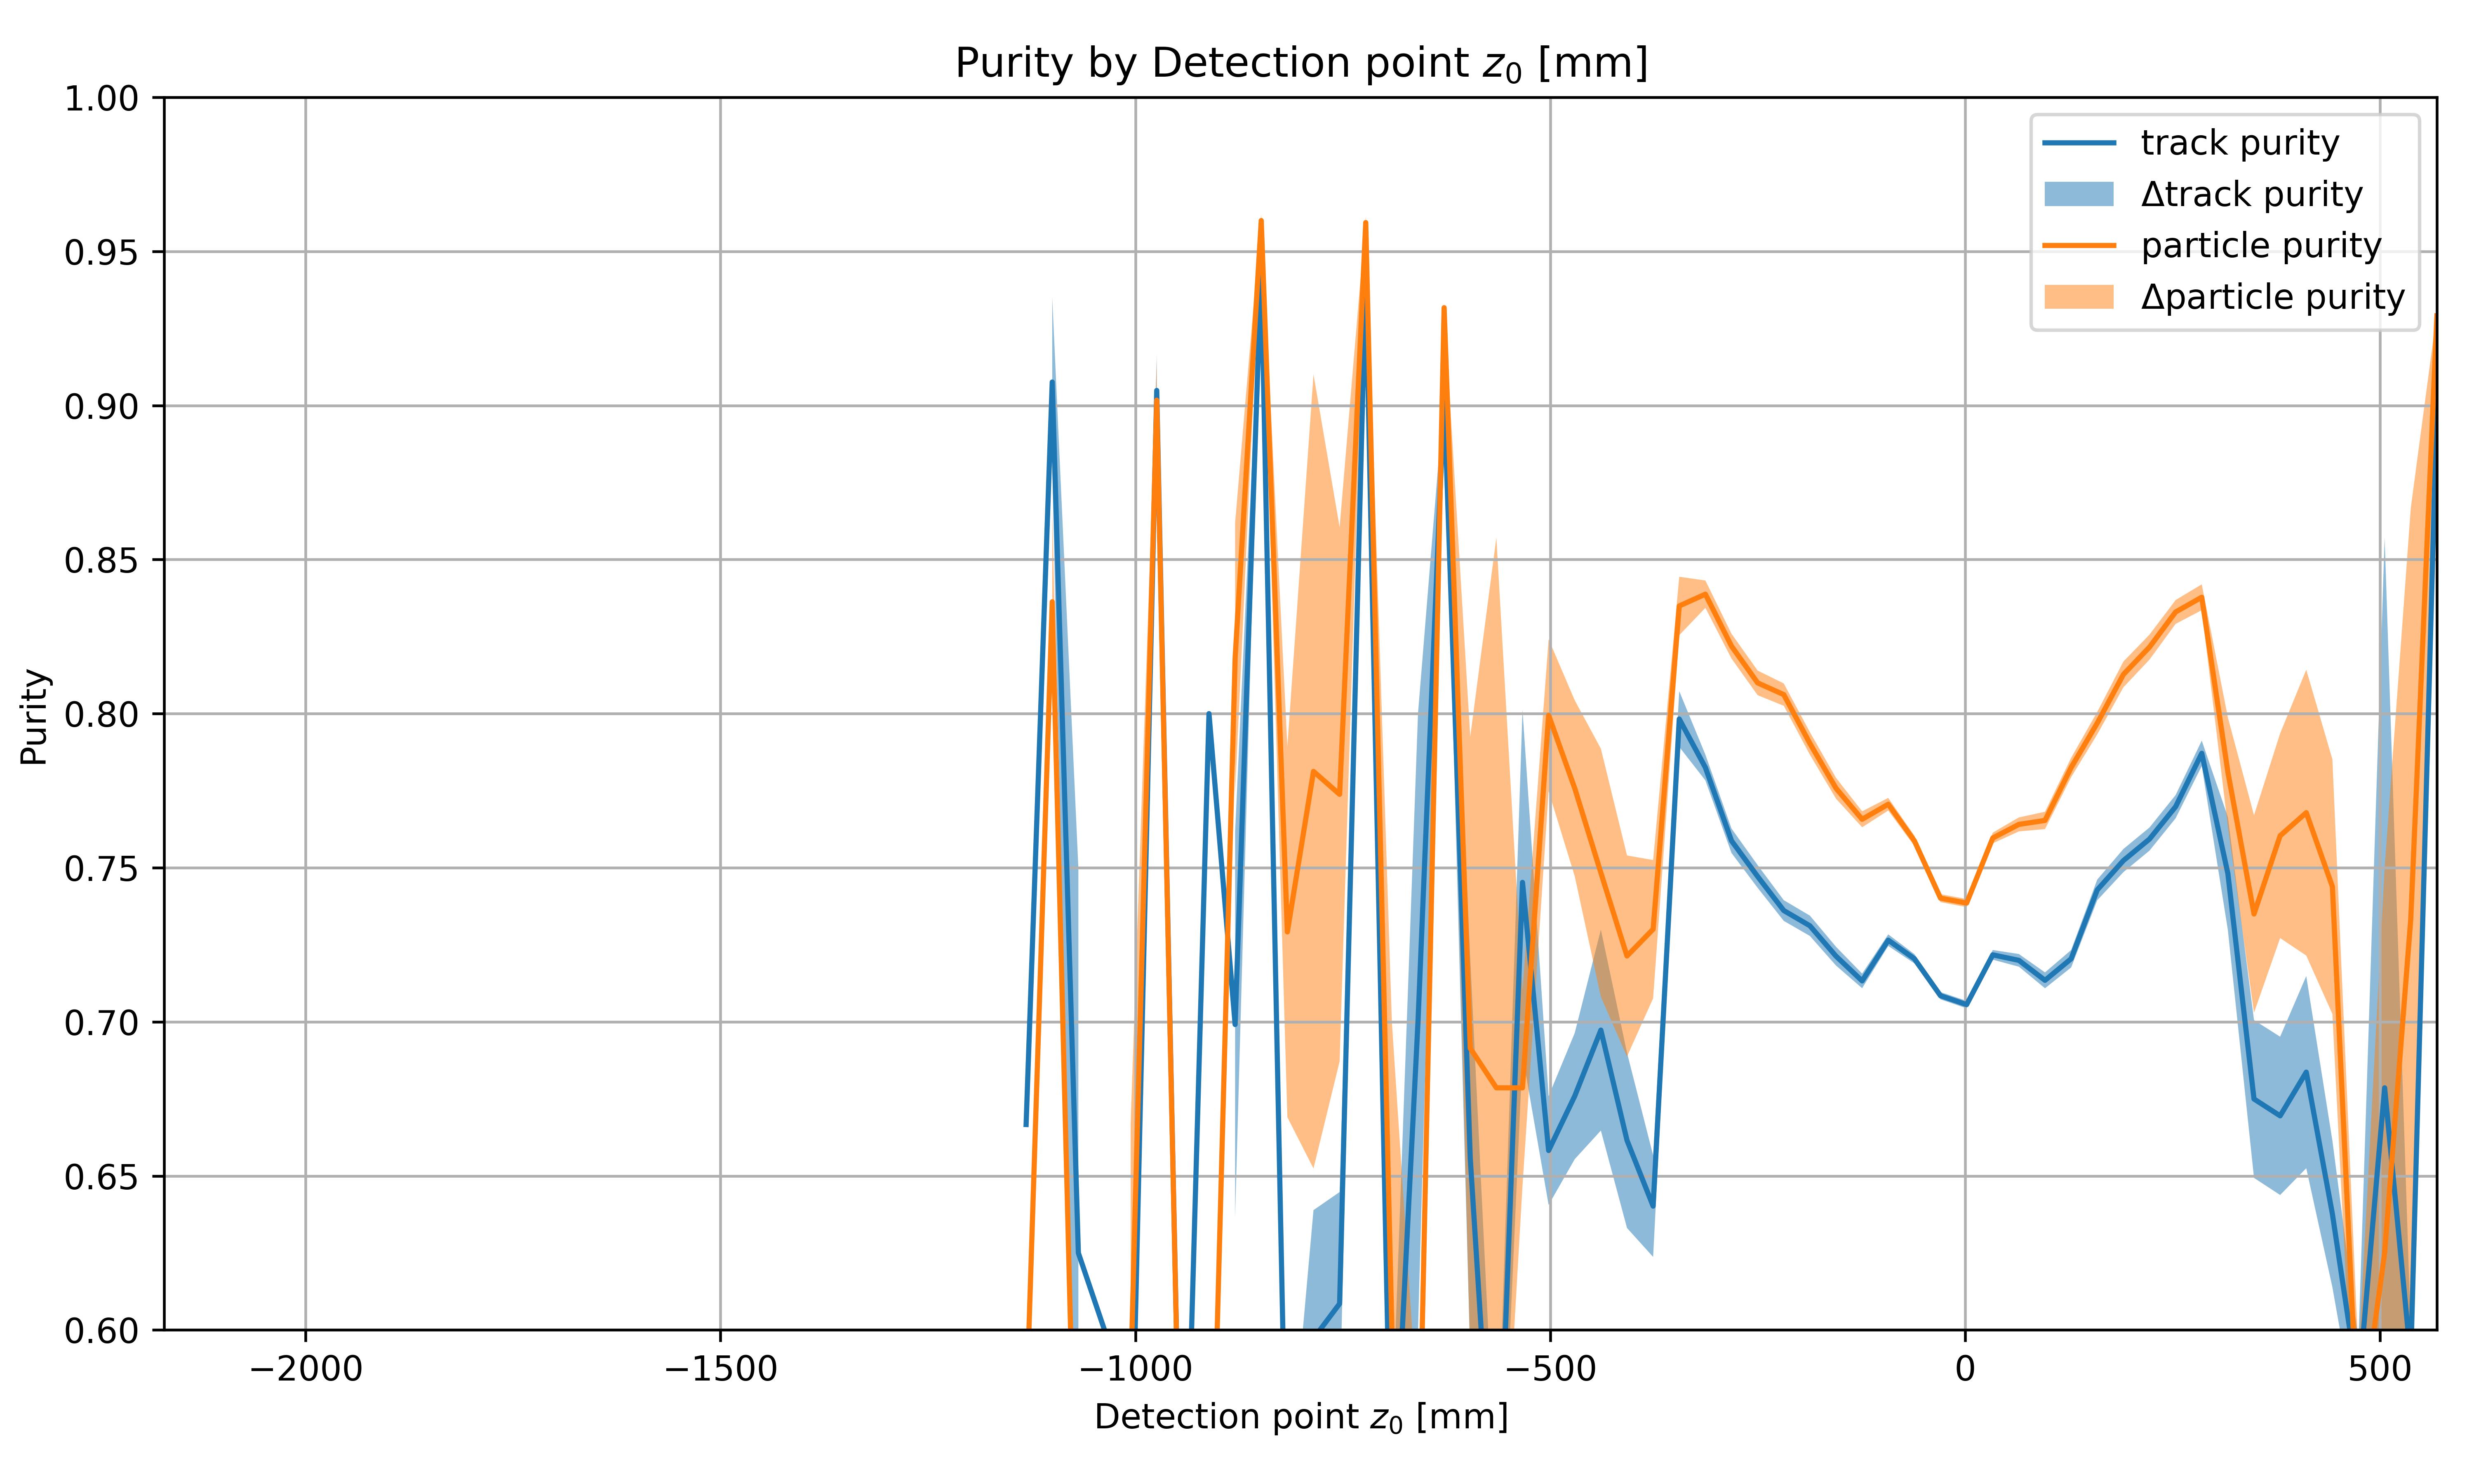 Purity by Detection point z₀ [mm]
1.00
0.95
0.90
0.85
0.80
0.75
0.70
0.65
0.60
Purity
track purity
Δtrack purity
particle purity
Δparticle purity
−2000 −1500 −1000 −500 0 500
Detection point z₀ [mm]